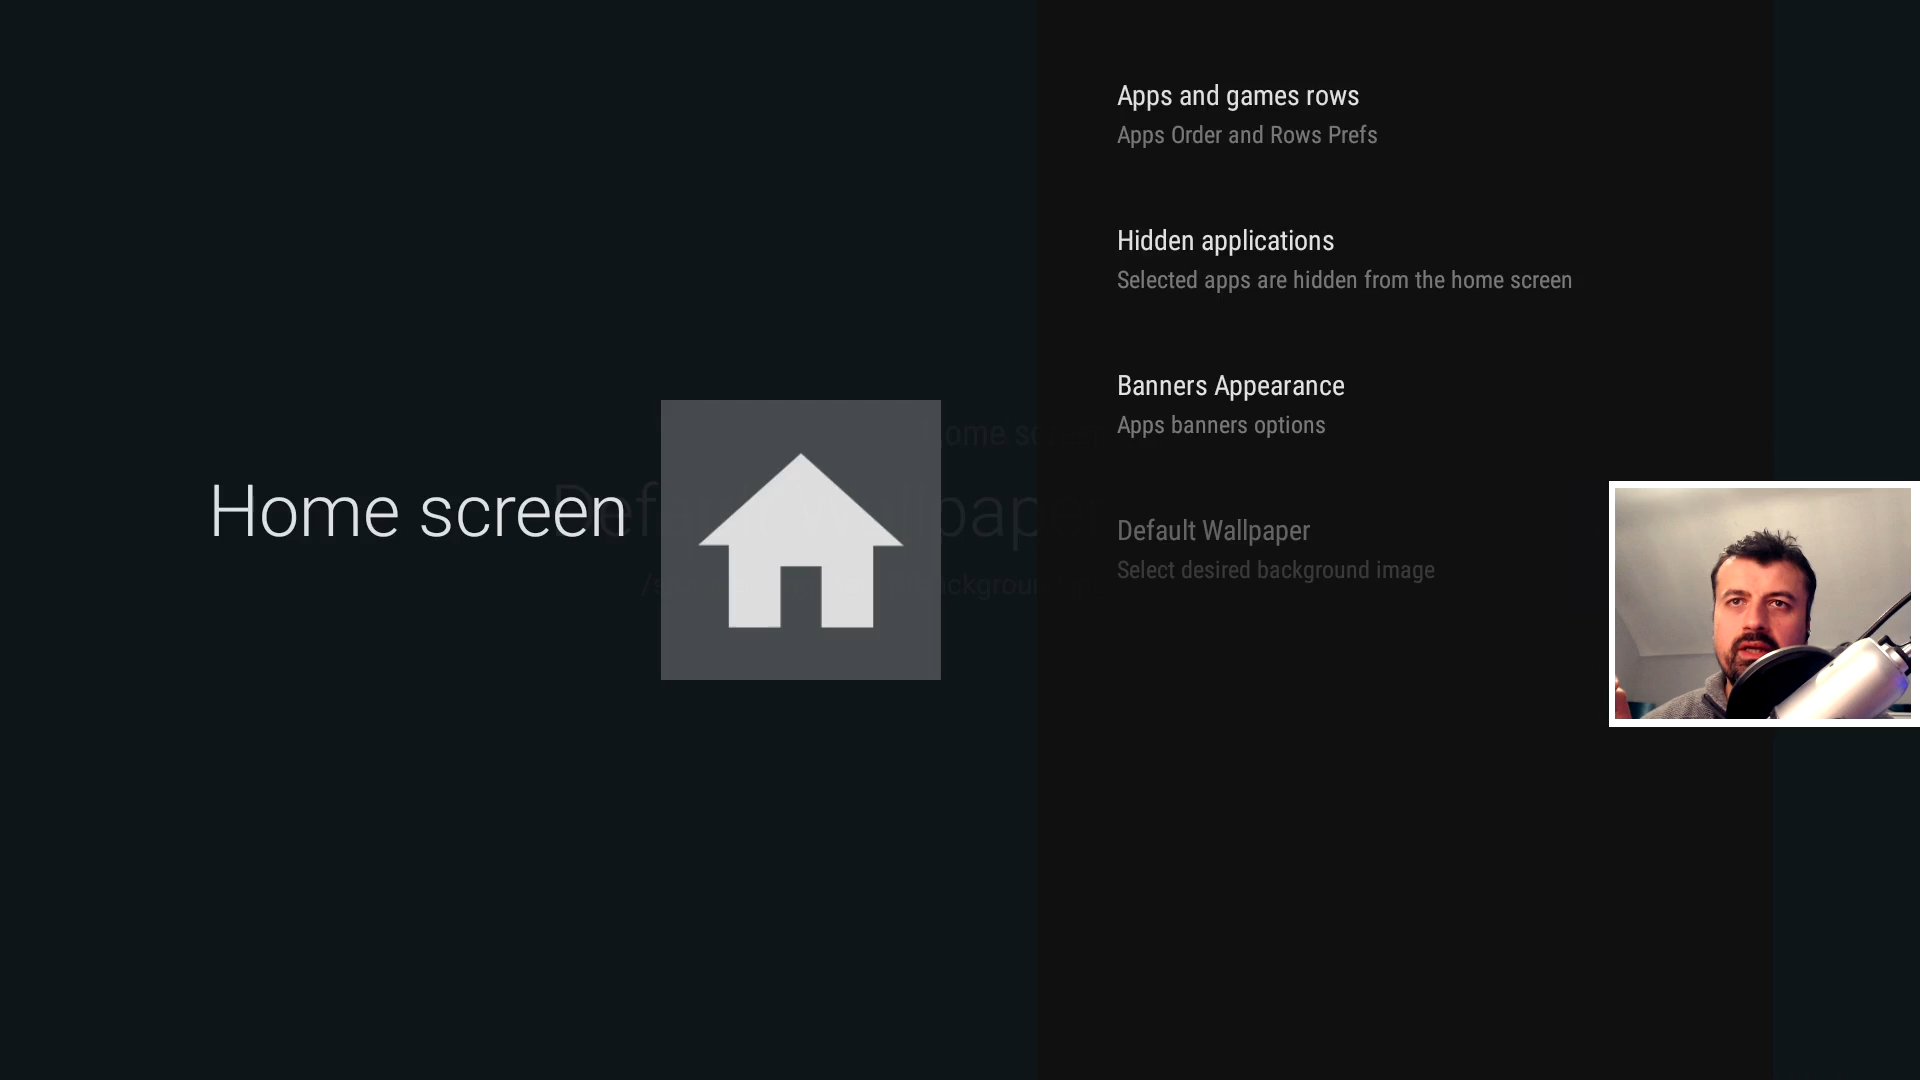 Home screen
Apps and games rows
Apps Order and Rows Prefs
Hidden applications
Selected apps are hidden from the home screen
Banners Appearance
Apps banners options
Default Wallpaper
Select desired background image